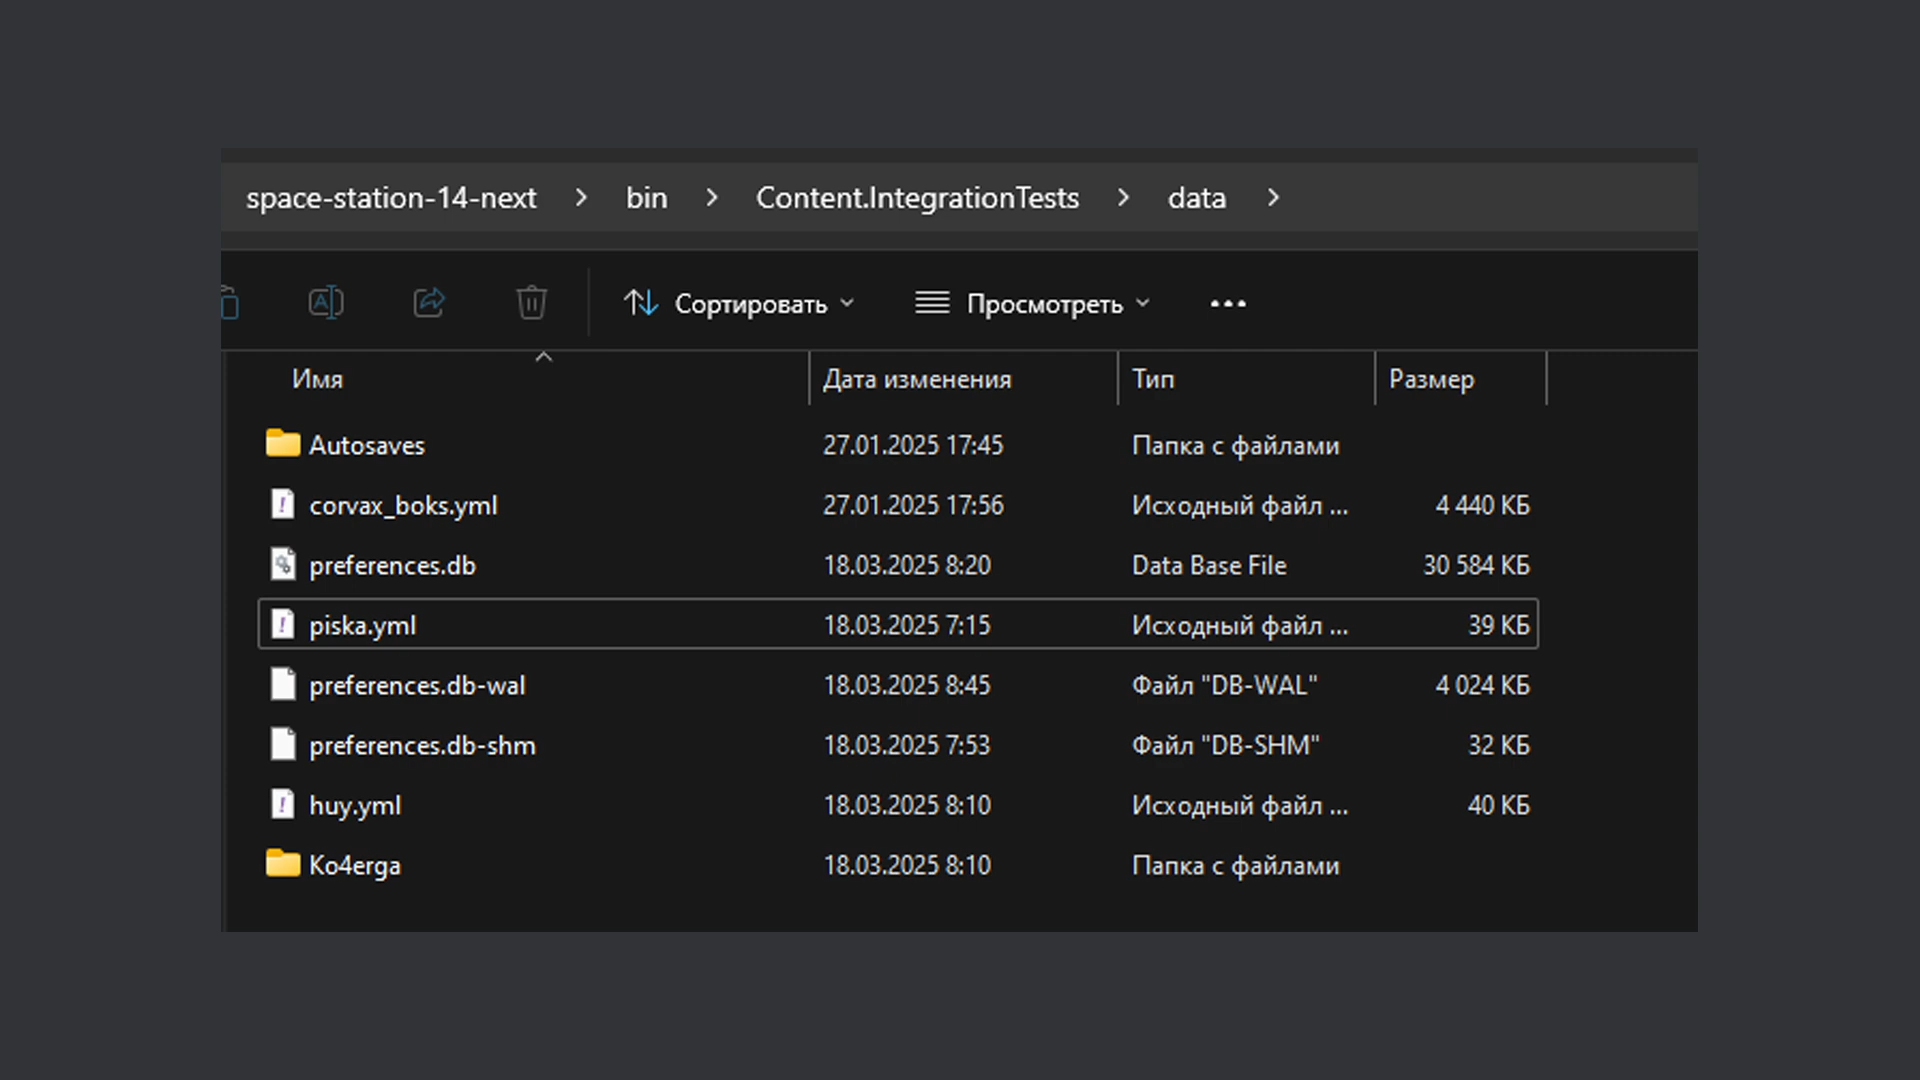 space-station-14-next > bin > Content.IntegrationTests > data >
Сортировать Просмотреть •••
Имя Дата изменения Тип Размер
Autosaves 27.01.2025 17:45 Папка с файлами
corvax_boks.yml 27.01.2025 17:56 Исходный файл ... 4 440 КБ
preferences.db 18.03.2025 8:20 Data Base File 30 584 КБ
piska.yml 18.03.2025 7:15 Исходный файл ... 39 КБ
preferences.db-wal 18.03.2025 8:45 Файл "DB-WAL" 4 024 КБ
preferences.db-shm 18.03.2025 7:53 Файл "DB-SHM" 32 КБ
huy.yml 18.03.2025 8:10 Исходный файл ... 40 КБ
Ko4erga 18.03.2025 8:10 Папка с файлами